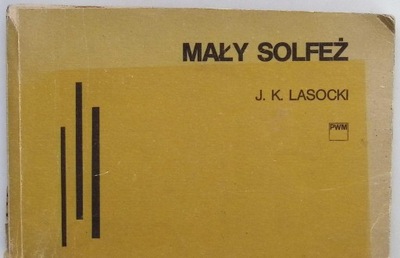 MAŁY SOLFEŻ
J. K. LASOCKI
PWM